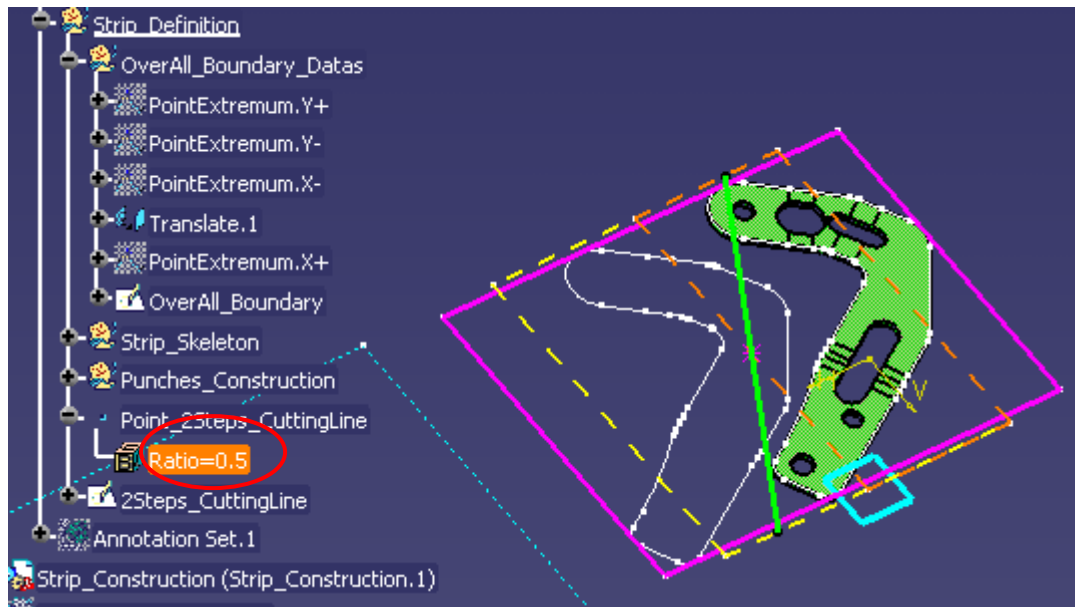 Strip_Definition
OverAll_Boundary_Datas
PointExtremum.Y+
PointExtremum.Y-
PointExtremum.X-
Translate.1
PointExtremum.X+
OverAll_Boundary
Strip_Skeleton
Punches_Construction
Point_2Steps_CuttingLine
Ratio=0.5
2Steps_CuttingLine
Annotation Set.1
Strip_Construction (Strip_Construction.1)
V